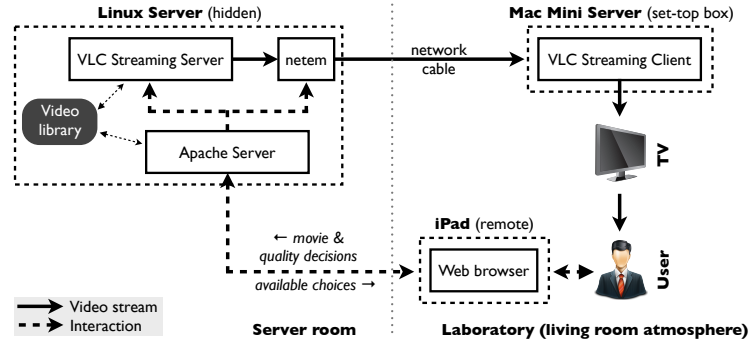 Linux Server (hidden)
Mac Mini Server (set-top box)
VLC Streaming Server
netem
network
cable
VLC Streaming Client
Video
library
Apache Server
TV
iPad (remote)
← movie &
quality decisions
available choices →
Web browser
User
Video stream
Interaction
Server room
Laboratory (living room atmosphere)